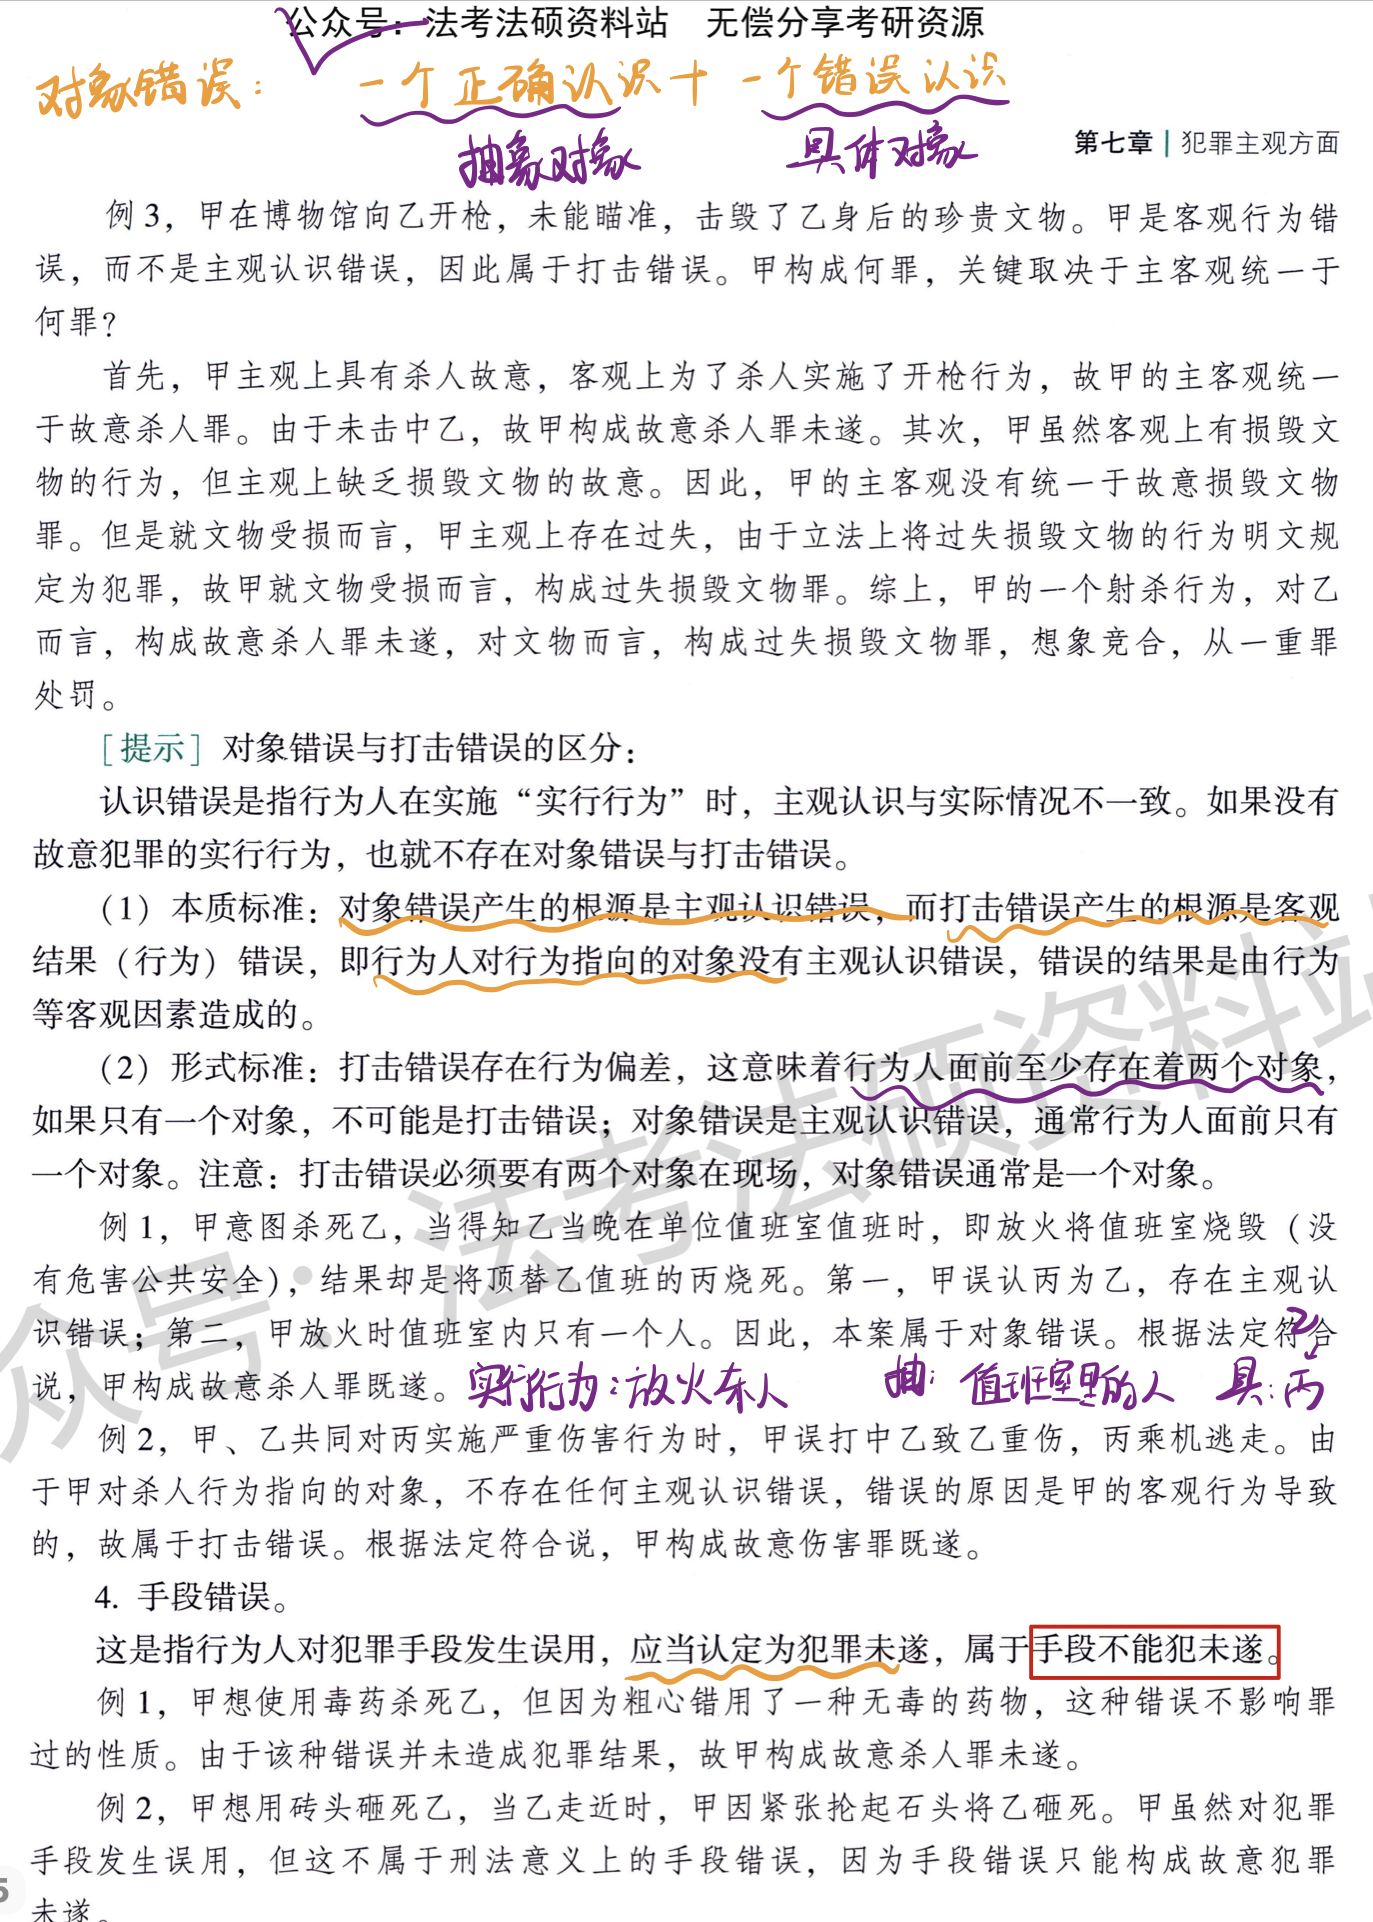 公众号：法考法硕资料站　无偿分享考研资源
对象错误：　一个正确认识＋一个错误认识
抽象对象　具体对象
第七章 | 犯罪主观方面
例 3，甲在博物馆向乙开枪，未能瞄准，击毁了乙身后的珍贵文物。甲是客观行为错
误，而不是主观认识错误，因此属于打击错误。甲构成何罪，关键取决于主客观统一于
何罪？
首先，甲主观上具有杀人故意，客观上为了杀人实施了开枪行为，故甲的主客观统一
于故意杀人罪。由于未击中乙，故甲构成故意杀人罪未遂。其次，甲虽然客观上有损毁文
物的行为，但主观上缺乏损毁文物的故意。因此，甲的主客观没有统一于故意损毁文物
罪。但是就文物受损而言，甲主观上存在过失，由于立法上将过失损毁文物的行为明文规
定为犯罪，故甲就文物受损而言，构成过失损毁文物罪。综上，甲的一个射杀行为，对乙
而言，构成故意杀人罪未遂，对文物而言，构成过失损毁文物罪，想象竞合，从一重罪
处罚。
［提示］对象错误与打击错误的区分：
认识错误是指行为人在实施“实行行为”时，主观认识与实际情况不一致。如果没有
故意犯罪的实行行为，也就不存在对象错误与打击错误。
（1）本质标准：对象错误产生的根源是主观认识错误，而打击错误产生的根源是客观
结果（行为）错误，即行为人对行为指向的对象没有主观认识错误，错误的结果是由行为
等客观因素造成的。
（2）形式标准：打击错误存在行为偏差，这意味着行为人面前至少存在着两个对象，
如果只有一个对象，不可能是打击错误；对象错误是主观认识错误，通常行为人面前只有
一个对象。注意：打击错误必须要有两个对象在现场，对象错误通常是一个对象。
例 1，甲意图杀死乙，当得知乙当晚在单位值班室值班时，即放火将值班室烧毁（没
有危害公共安全），结果却是将顶替乙值班的丙烧死。第一，甲误认丙为乙，存在主观认
识错误；第二，甲放火时值班室内只有一个人。因此，本案属于对象错误。根据法定符合
说，甲构成故意杀人罪既遂。实行行为：放火杀人　抽：值班室里的人　具：乙→丙
例 2，甲、乙共同对丙实施严重伤害行为时，甲误打中乙致乙重伤，丙乘机逃走。由
于甲对杀人行为指向的对象，不存在任何主观认识错误，错误的原因是甲的客观行为导致
的，故属于打击错误。根据法定符合说，甲构成故意伤害罪既遂。
4. 手段错误。
这是指行为人对犯罪手段发生误用，应当认定为犯罪未遂，属于手段不能犯未遂。
例 1，甲想使用毒药杀死乙，但因为粗心错用了一种无毒的药物，这种错误不影响罪
过的性质。由于该种错误并未造成犯罪结果，故甲构成故意杀人罪未遂。
例 2，甲想用砖头砸死乙，当乙走近时，甲因紧张抡起石头将乙砸死。甲虽然对犯罪
手段发生误用，但这不属于刑法意义上的手段错误，因为手段错误只能构成故意犯罪
未遂。
众号：法考法硕资料站
5